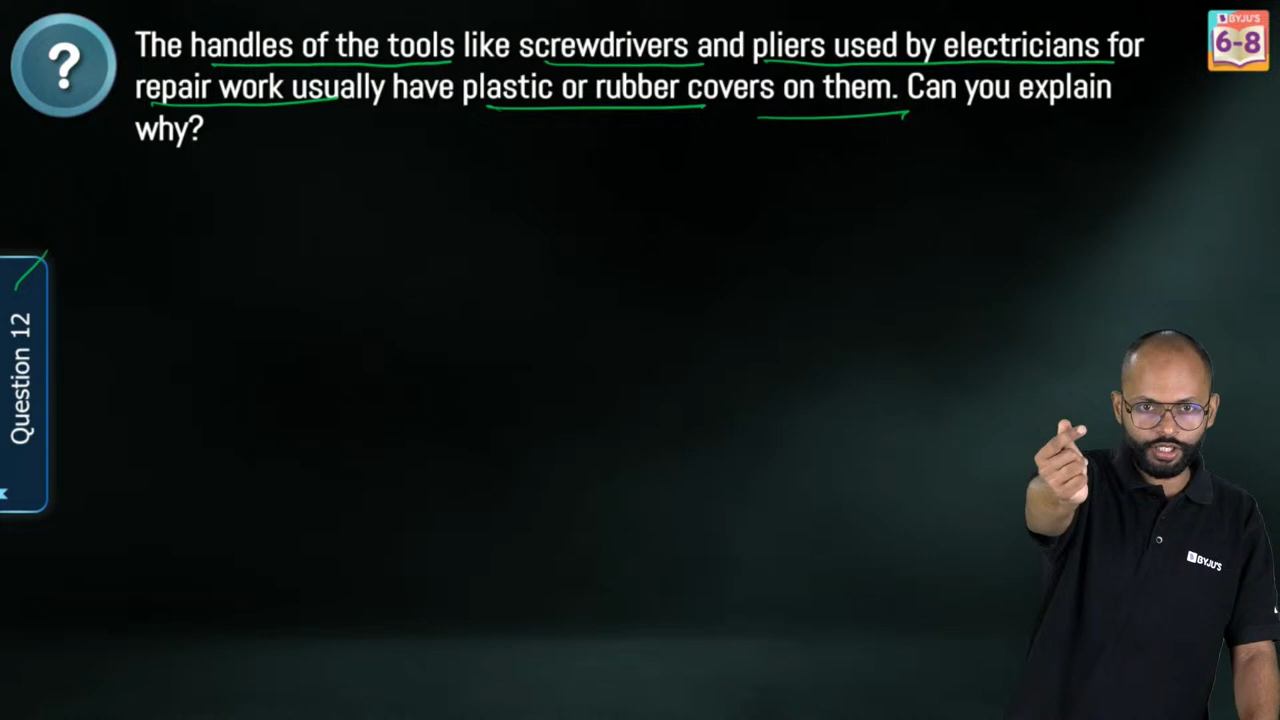 The handles of the tools like screwdrivers and pliers used by electricians for
repair work usually have plastic or rubber covers on them. Can you explain
why?
?
BYJU'S
6-8
Question 12
BYJU'S